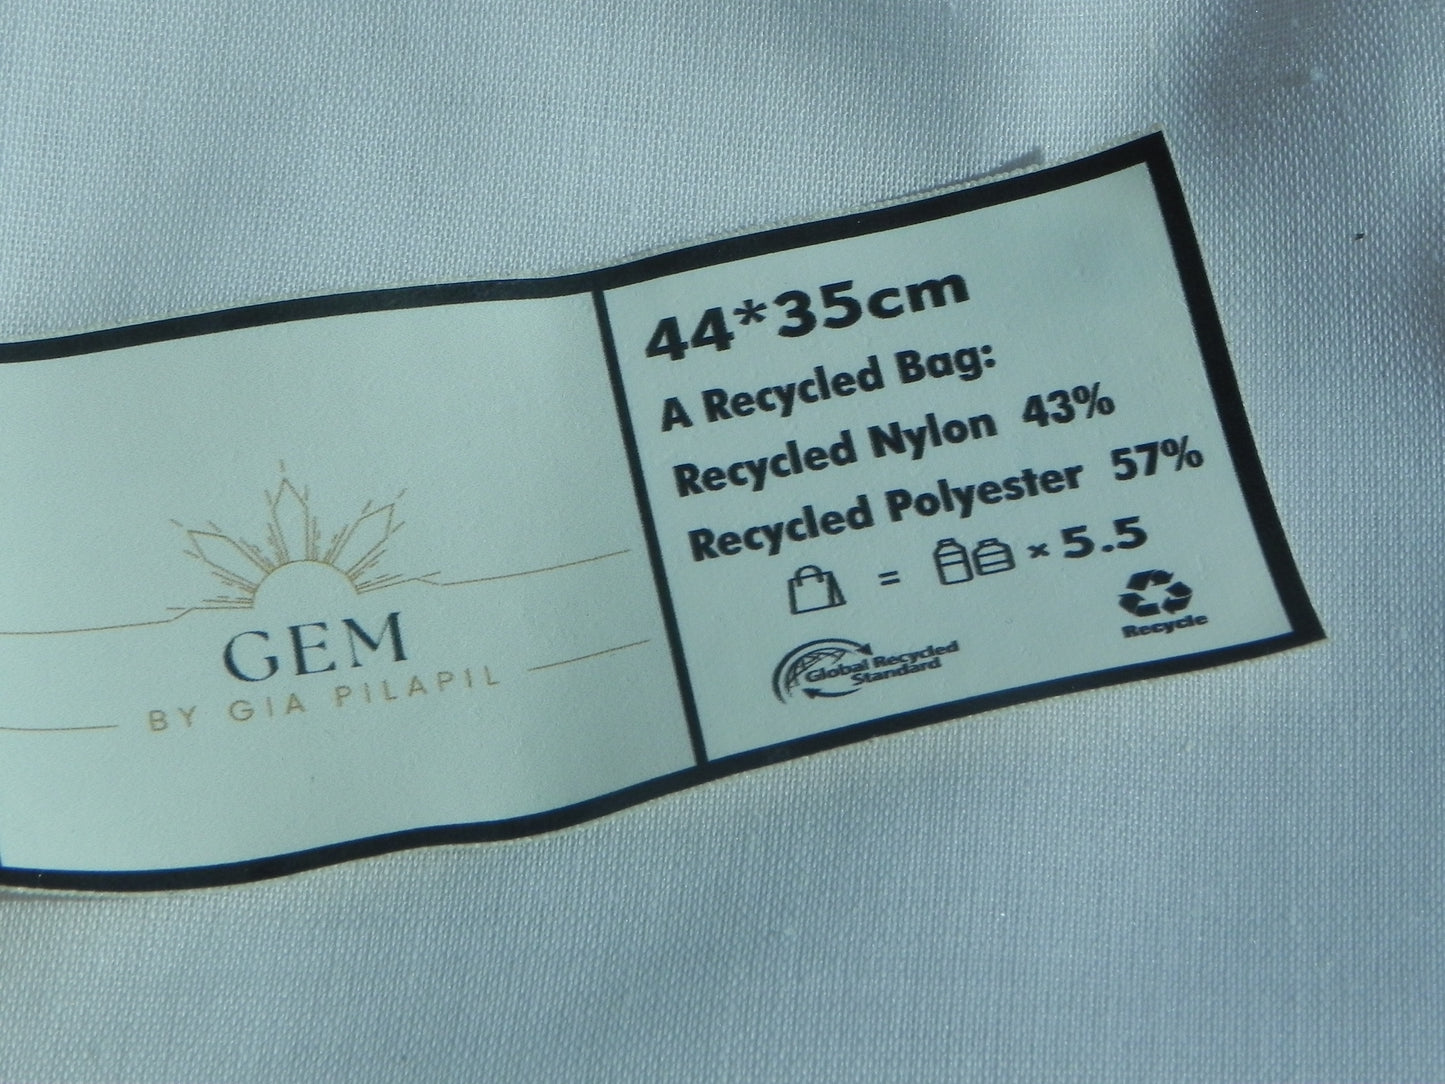 GEM
BY GIA PILAPIL
44*35cm
A Recycled Bag:
Recycled Nylon 43%
Recycled Polyester 57%
= × 5.5
Global Recycled
Standard
Recycle